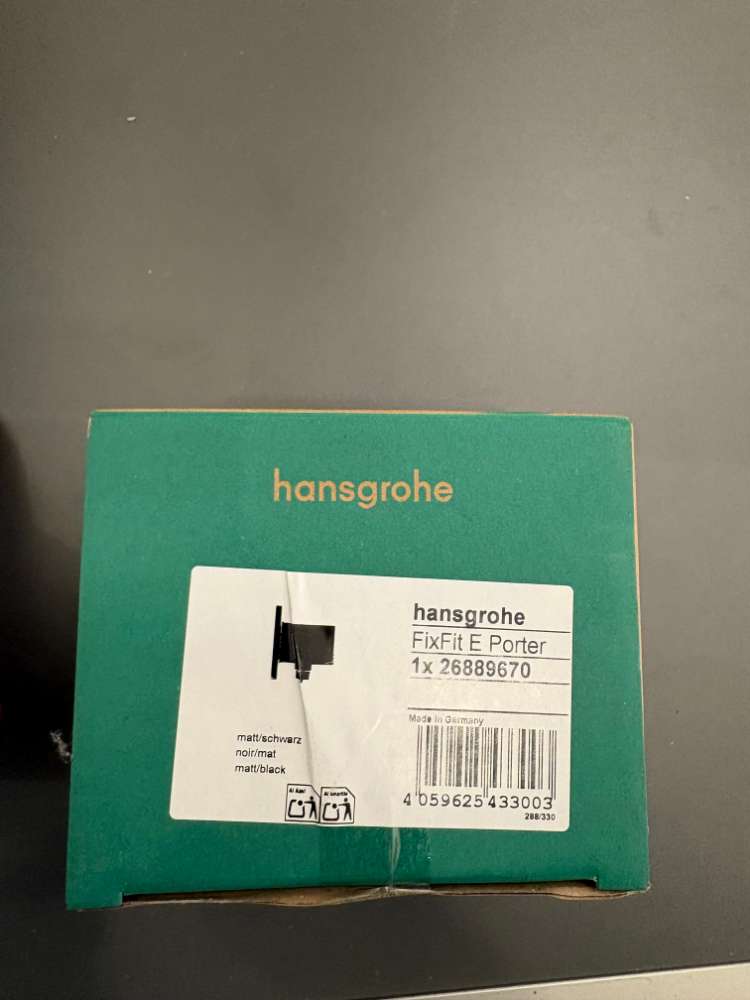 hansgrohe
hansgrohe
FixFit E Porter
1x 26889670
Made in Germany
matt/schwarz
noir/mat
matt/black
4 059625 433003
288/330